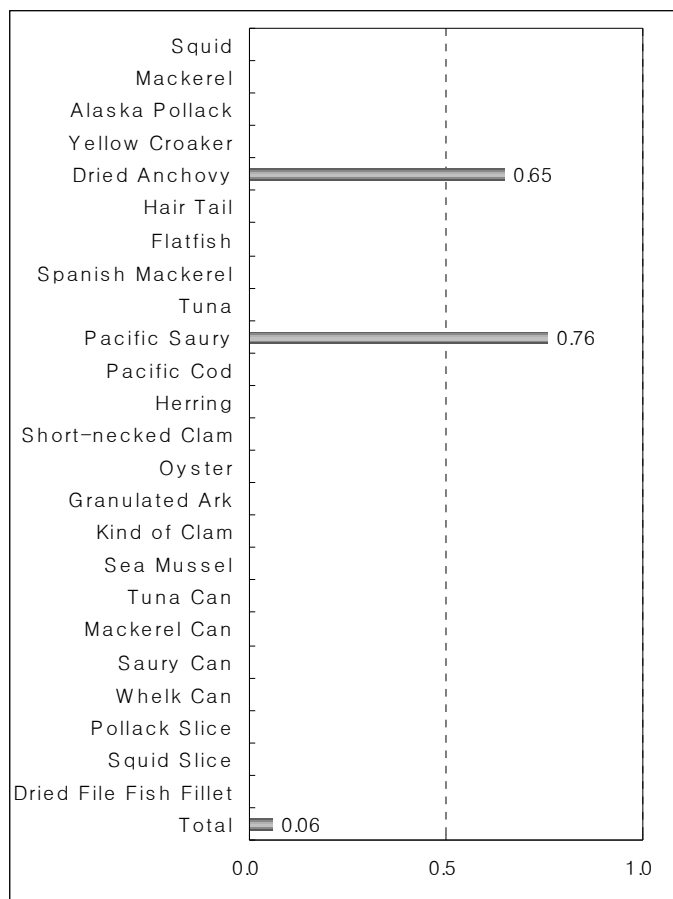 Squid
Mackerel
Alaska Pollack
Yellow Croaker
Dried Anchovy 0.65
Hair Tail
Flatfish
Spanish Mackerel
Tuna
Pacific Saury 0.76
Pacific Cod
Herring
Short-necked Clam
Oyster
Granulated Ark
Kind of Clam
Sea Mussel
Tuna Can
Mackerel Can
Saury Can
Whelk Can
Pollack Slice
Squid Slice
Dried File Fish Fillet
Total 0.06
0.0 0.5 1.0